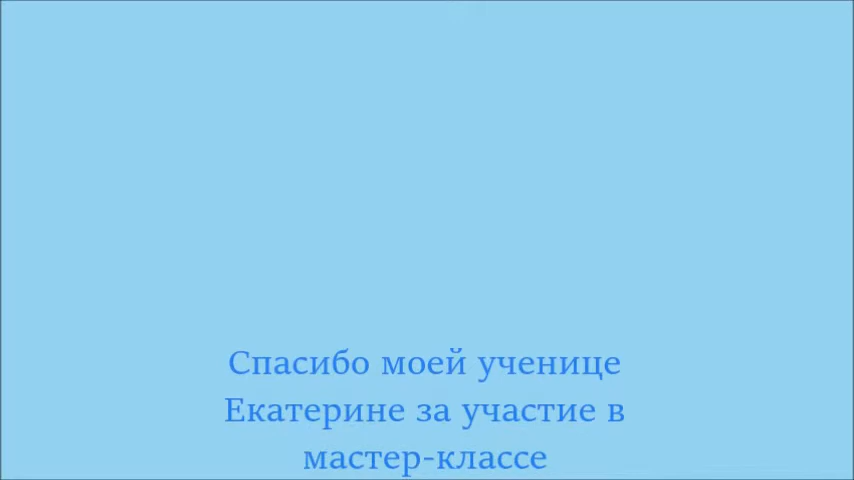 Спасибо моей ученице
Екатерине за участие в
мастер-классе